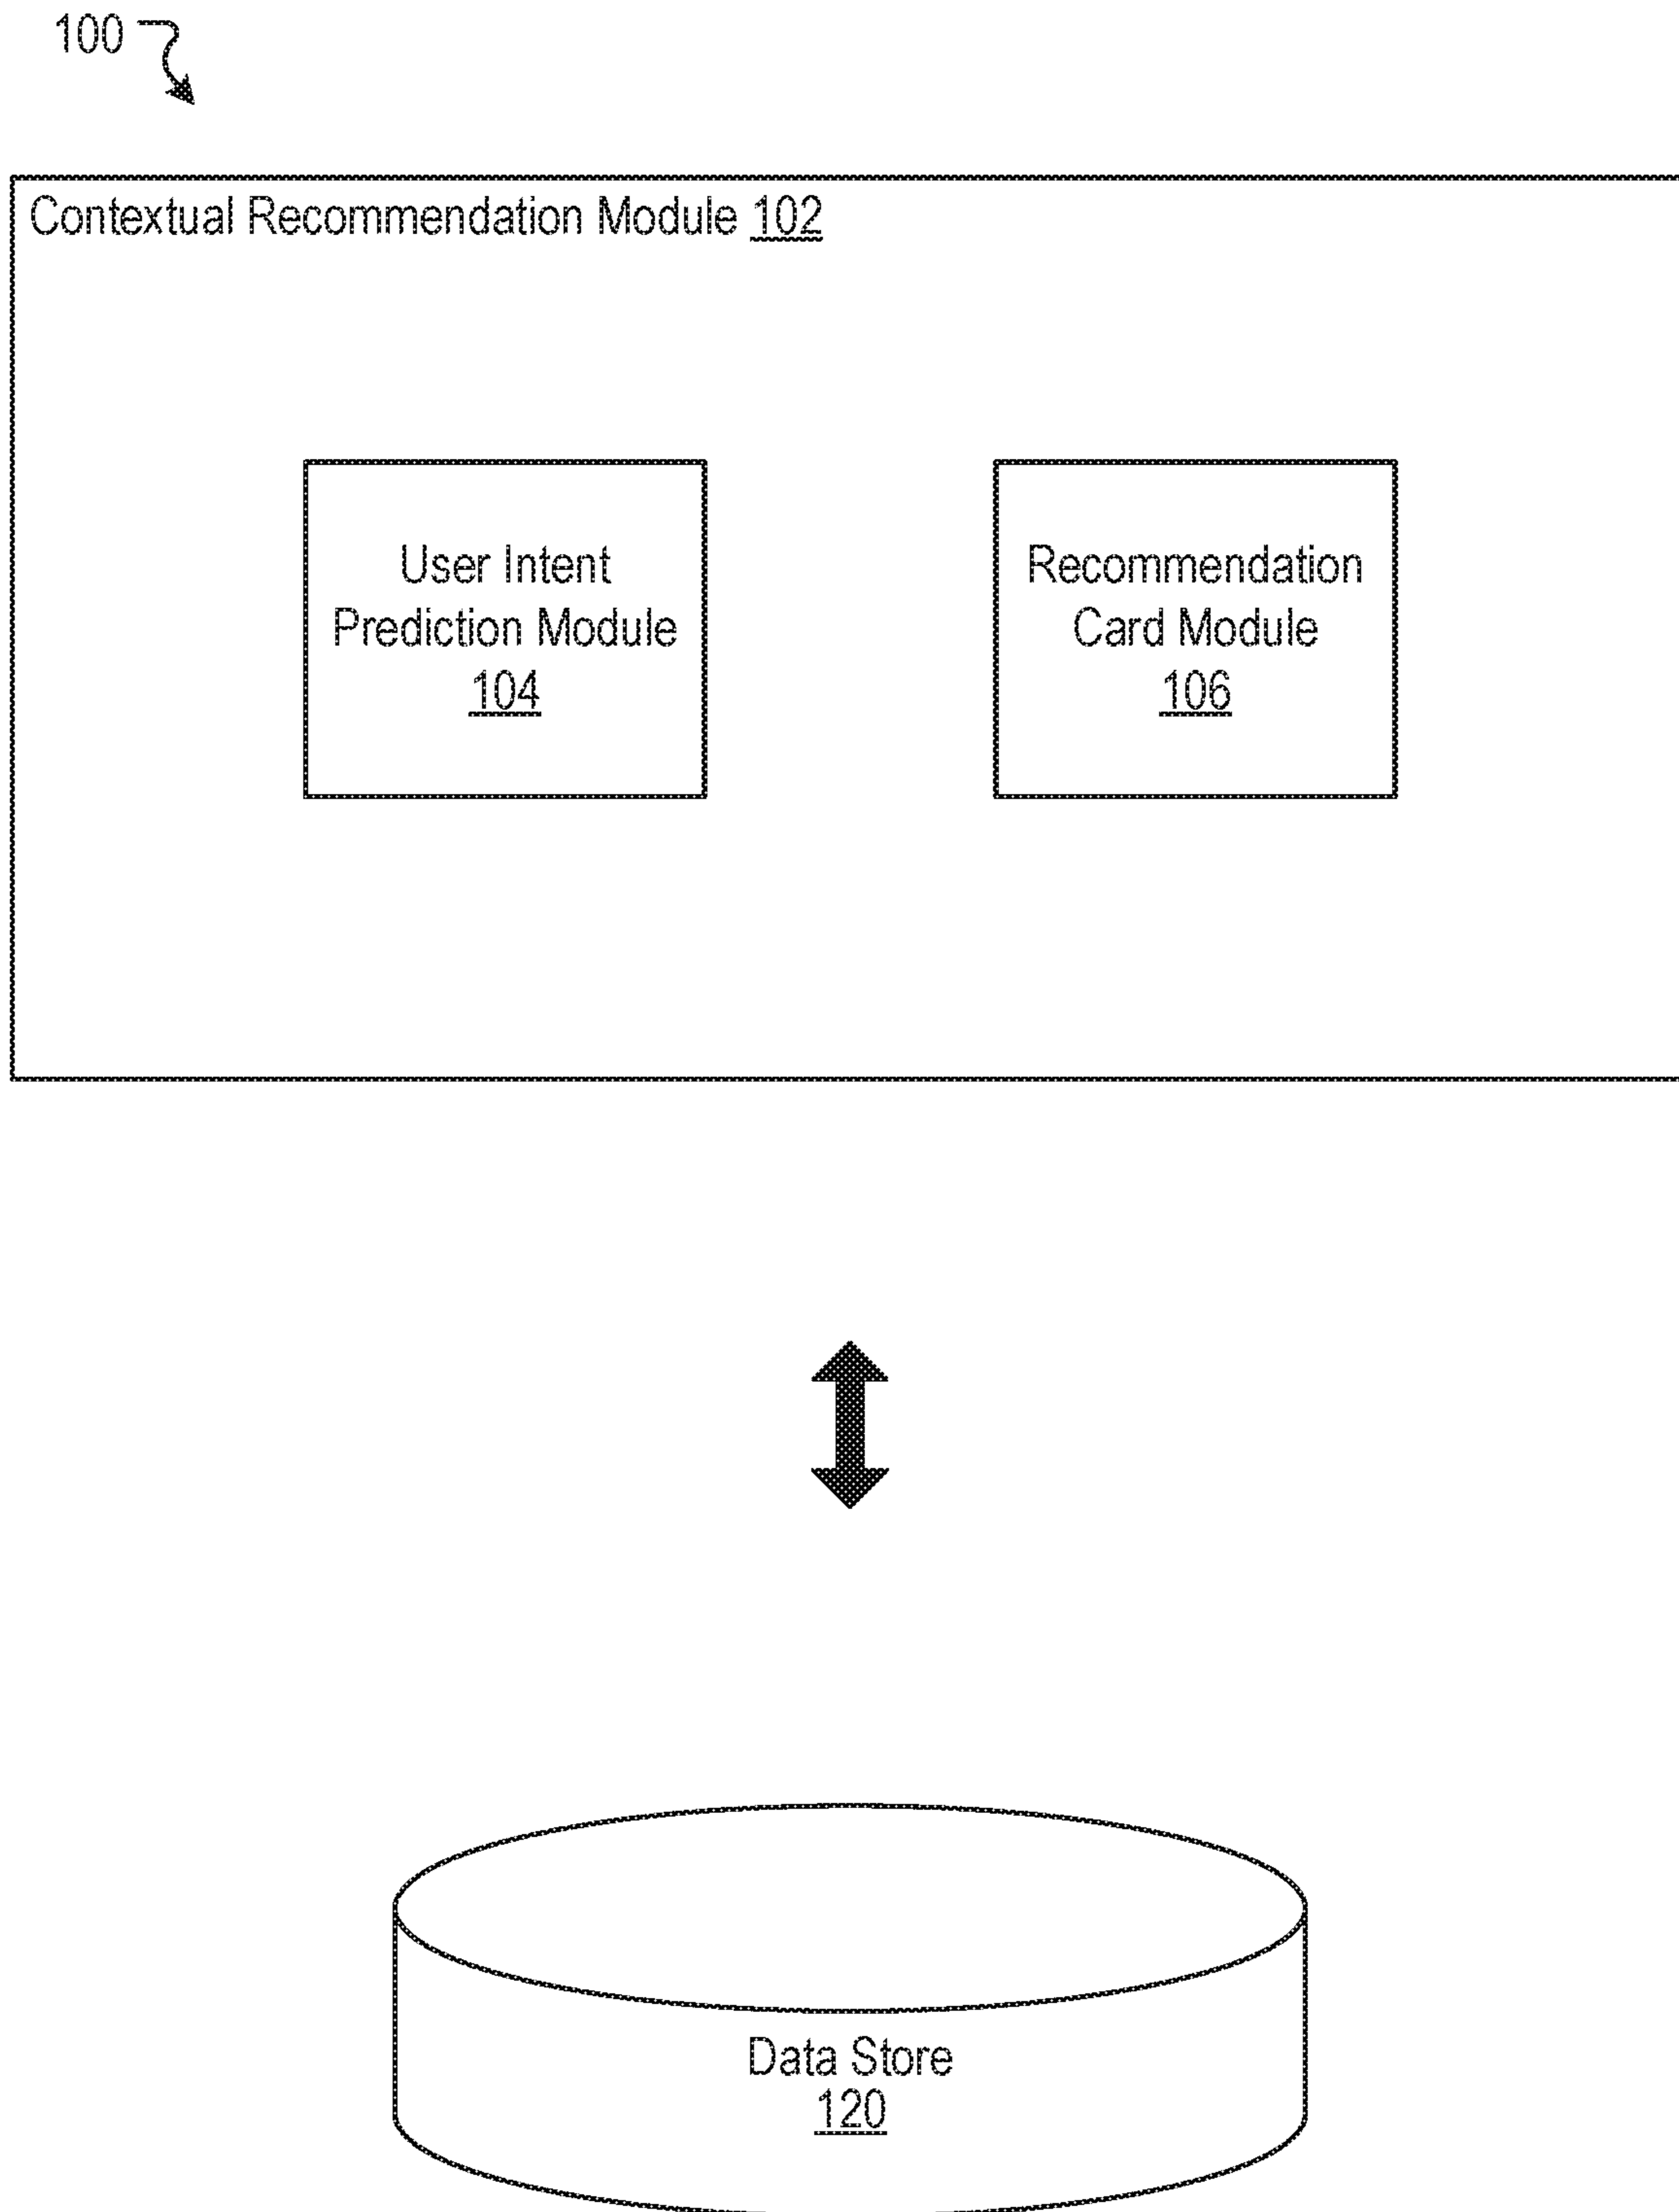 100
Contextual Recommendation Module 102
User Intent
Prediction Module
104
Recommendation
Card Module
106
Data Store
120